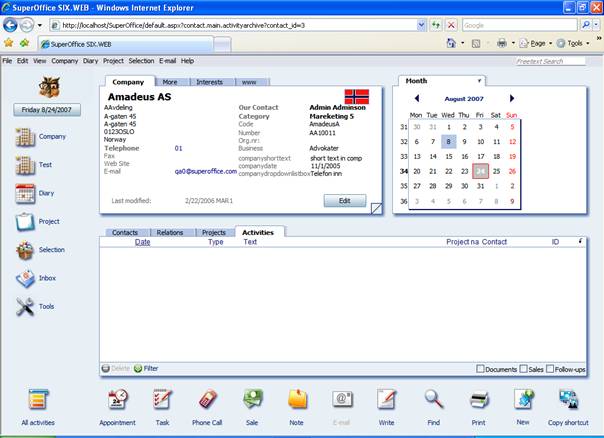 SuperOffice SIX.WEB - Windows Internet Explorer
http://localhost/SuperOffice/default.aspx?contact.main.activityarchive?contact_id=3
Google
SuperOffice SIX.WEB
Page
Tools
File Edit View Company Diary Project Selection E-mail Help
Freetext Search
Friday 8/24/2007
Company
Test
Diary
Project
Selection
Inbox
Tools
Company More Interests www
Amadeus AS
AAvdeling
A-gaten 45
A-gaten 45
0123OSLO
Norway
Telephone 01
Fax
Web Site
E-mail qa0@superoffice.com
Our Contact Admin Adminson
Category Mareketing 5
Code AmadeusA
Number AA10011
Org.nr:
Business Advokater
companyshorttext short text in comp
companydate 11/1/2005
companydropdownlistbox Telefon inn
Last modified: 2/22/2006 MAR1
Edit
Month
August 2007
Mon Tue Wed Thu Fri Sat Sun
31 30 31 1 2 3 4 5
32 6 7 8 9 10 11 12
33 13 14 15 16 17 18 19
34 20 21 22 23 24 25 26
35 27 28 29 30 31 1 2
36 3 4 5 6 7 8 9
Contacts Relations Projects Activities
Date Type Text Project na Contact ID
Delete Filter
Documents Sales Follow-ups
All activities
Appointment
Task
Phone Call
Sale
Note
E-mail
Write
Find
Print
New
Copy shortcut